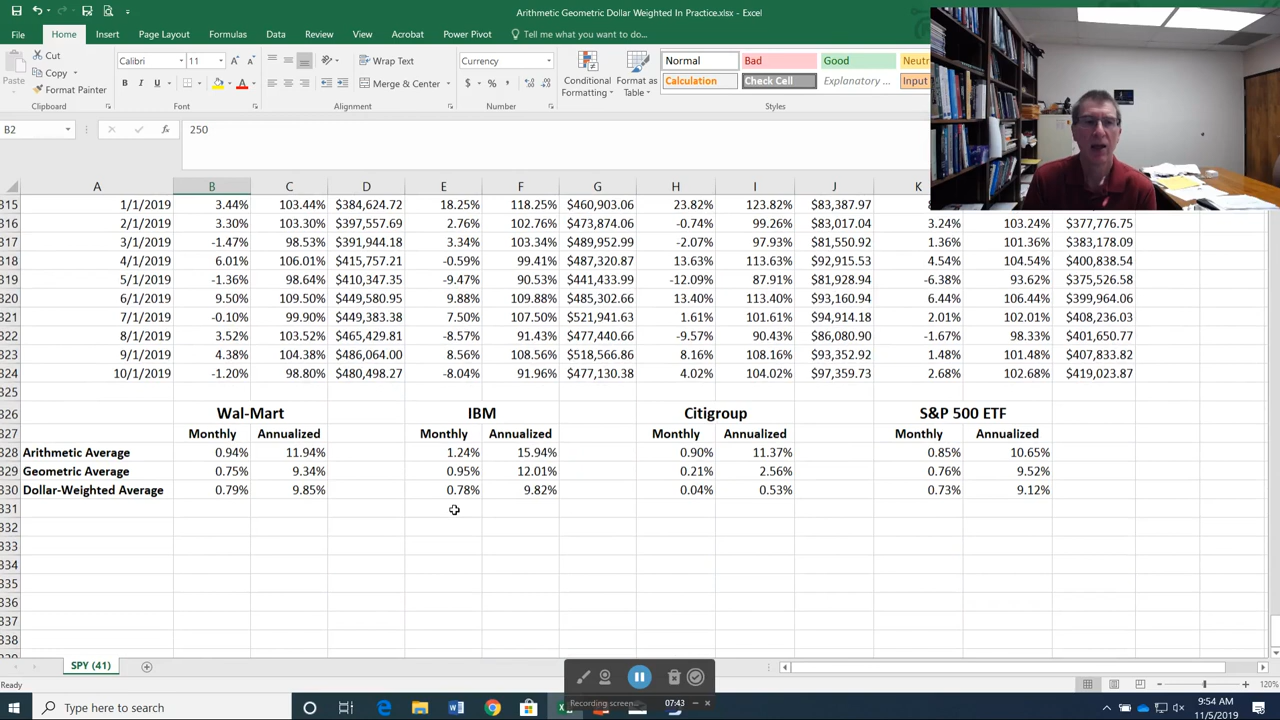 Arithmetic Geometric Dollar Weighted In Practice.xlsx - Excel
File Home Insert Page Layout Formulas Data Review View Acrobat Power Pivot Tell me what you want to do...
Cut
Copy
Format Painter
Paste
Clipboard
Calibri 11
B I U
Font
Wrap Text
Merge & Center
Alignment
Currency
Number
Conditional Formatting
Format as Table
Normal Bad Good
Calculation Check Cell Explanatory ... Input
Styles
B2 250
A B C D E F G H I J K
315 1/1/2019 3.44% 103.44% $384,624.72 18.25% 118.25% $460,903.06 23.82% 123.82% $83,387.97
316 2/1/2019 3.30% 103.30% $397,557.69 2.76% 102.76% $473,874.06 -0.74% 99.26% $83,017.04 3.24% 103.24% $377,776.75
317 3/1/2019 -1.47% 98.53% $391,944.18 3.34% 103.34% $489,952.99 -2.07% 97.93% $81,550.92 1.36% 101.36% $383,178.09
318 4/1/2019 6.01% 106.01% $415,757.21 -0.59% 99.41% $487,320.87 13.63% 113.63% $92,915.53 4.54% 104.54% $400,838.54
319 5/1/2019 -1.36% 98.64% $410,347.35 -9.47% 90.53% $441,433.99 -12.09% 87.91% $81,928.94 -6.38% 93.62% $375,526.58
320 6/1/2019 9.50% 109.50% $449,580.95 9.88% 109.88% $485,302.66 13.40% 113.40% $93,160.94 6.44% 106.44% $399,964.06
321 7/1/2019 -0.10% 99.90% $449,383.38 7.50% 107.50% $521,941.63 1.61% 101.61% $94,914.18 2.01% 102.01% $408,236.03
322 8/1/2019 3.52% 103.52% $465,429.81 -8.57% 91.43% $477,440.66 -9.57% 90.43% $86,080.90 -1.67% 98.33% $401,650.77
323 9/1/2019 4.38% 104.38% $486,064.00 8.56% 108.56% $518,566.86 8.16% 108.16% $93,352.92 1.48% 101.48% $407,833.82
324 10/1/2019 -1.20% 98.80% $480,498.27 -8.04% 91.96% $477,130.38 4.02% 104.02% $97,359.73 2.68% 102.68% $419,023.87
325
326 Wal-Mart IBM Citigroup S&P 500 ETF
327 Monthly Annualized Monthly Annualized Monthly Annualized Monthly Annualized
328 Arithmetic Average 0.94% 11.94% 1.24% 15.94% 0.90% 11.37% 0.85% 10.65%
329 Geometric Average 0.75% 9.34% 0.95% 12.01% 0.21% 2.56% 0.76% 9.52%
330 Dollar-Weighted Average 0.79% 9.85% 0.78% 9.82% 0.04% 0.53% 0.73% 9.12%
331
332
333
334
335
336
337
338
SPY (41)
Ready
120%
Recording screen... 07:43
Type here to search
9:54 AM
11/5/2019